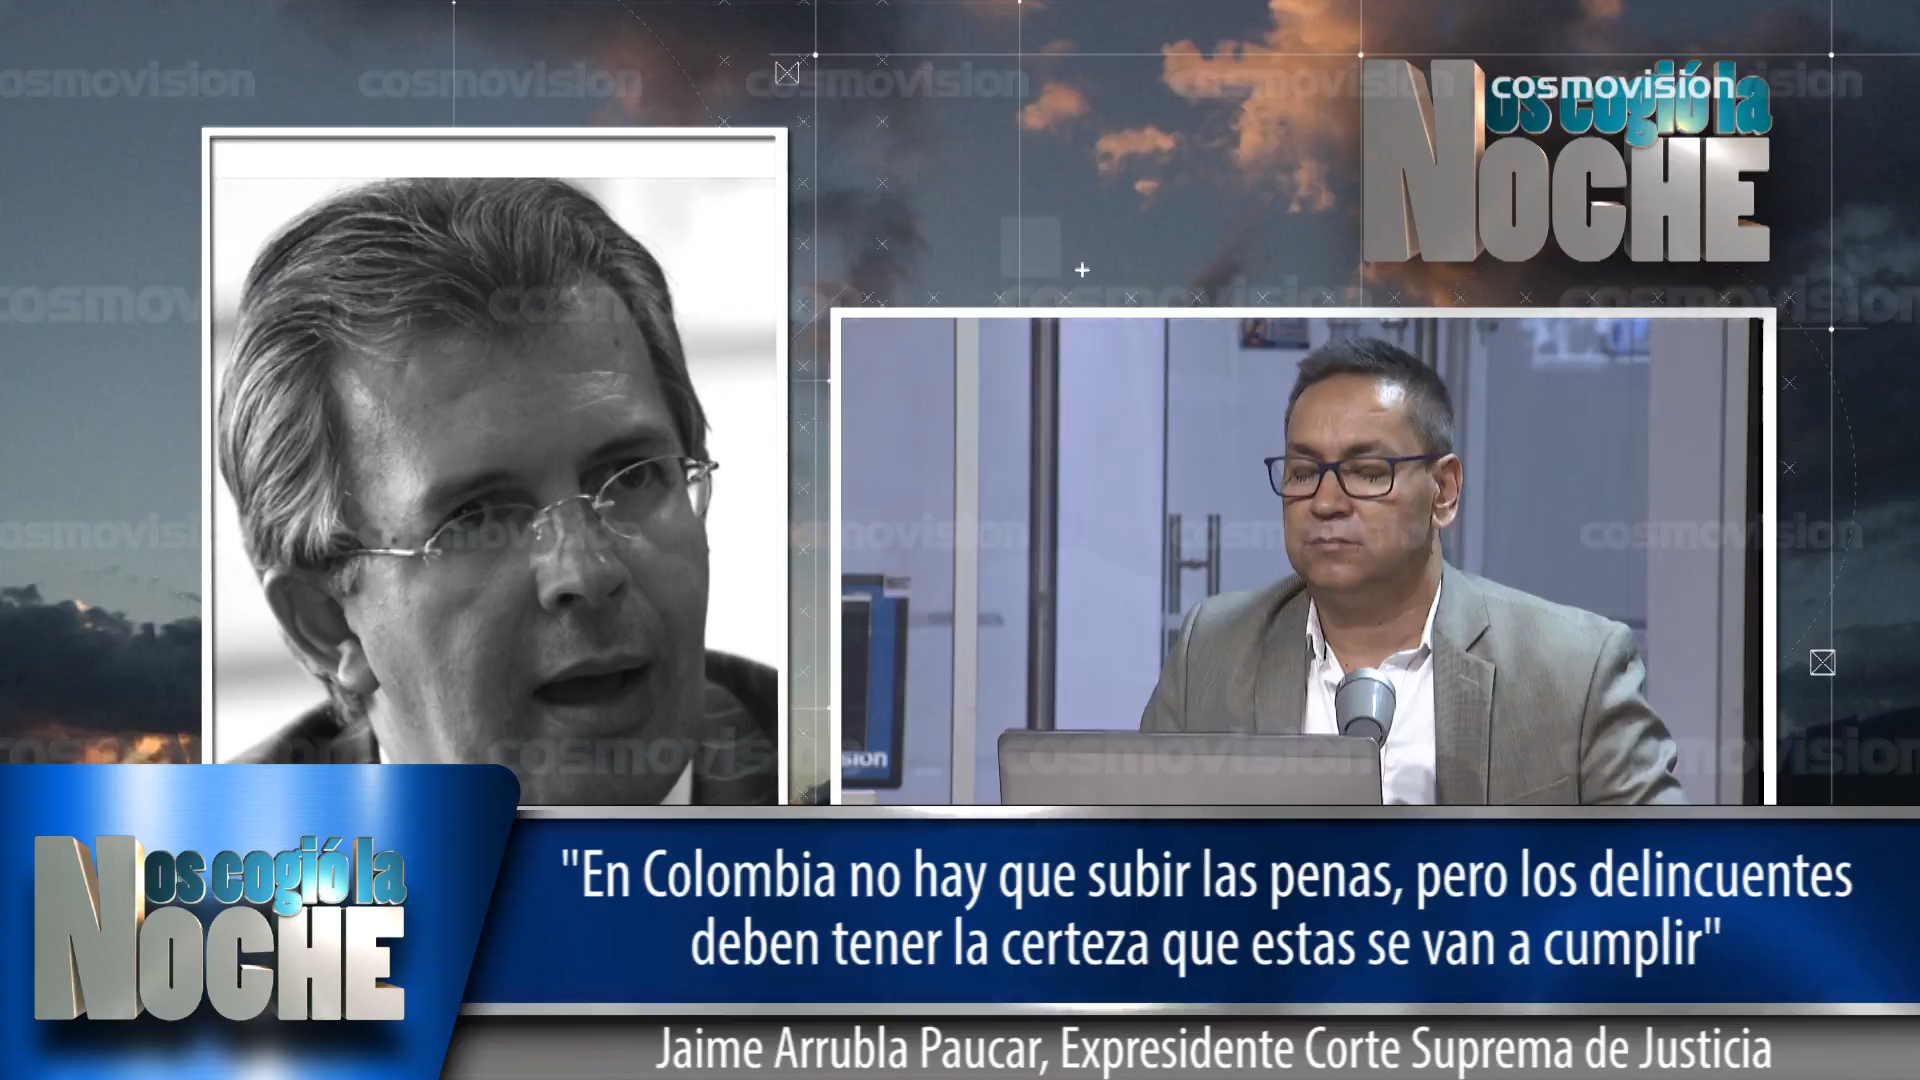 cosmovisión
Nos cogió la
NOCHE
sion
Nos cogió la
NOCHE
"En Colombia no hay que subir las penas, pero los delincuentes
deben tener la certeza que estas se van a cumplir"
Jaime Arrubla Paucar, Expresidente Corte Suprema de Justicia